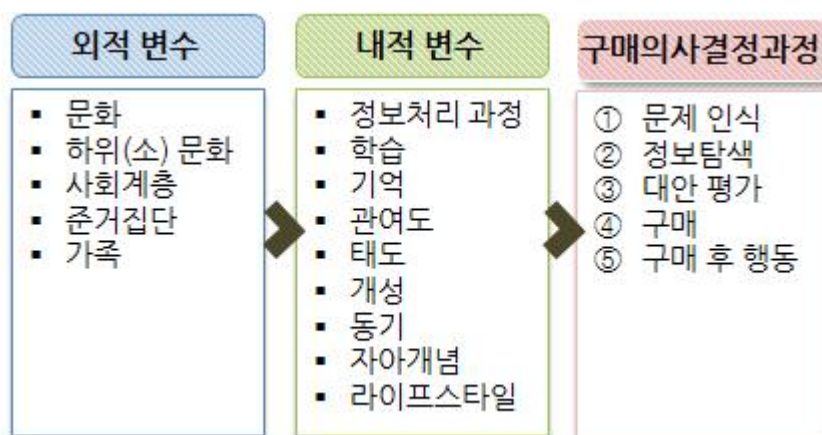 외적 변수
▪ 문화
▪ 하위(소) 문화
▪ 사회계층
▪ 준거집단
▪ 가족
내적 변수
▪ 정보처리 과정
▪ 학습
▪ 기억
▪ 관여도
▪ 태도
▪ 개성
▪ 동기
▪ 자아개념
▪ 라이프스타일
구매의사결정과정
① 문제 인식
② 정보탐색
③ 대안 평가
④ 구매
⑤ 구매 후 행동